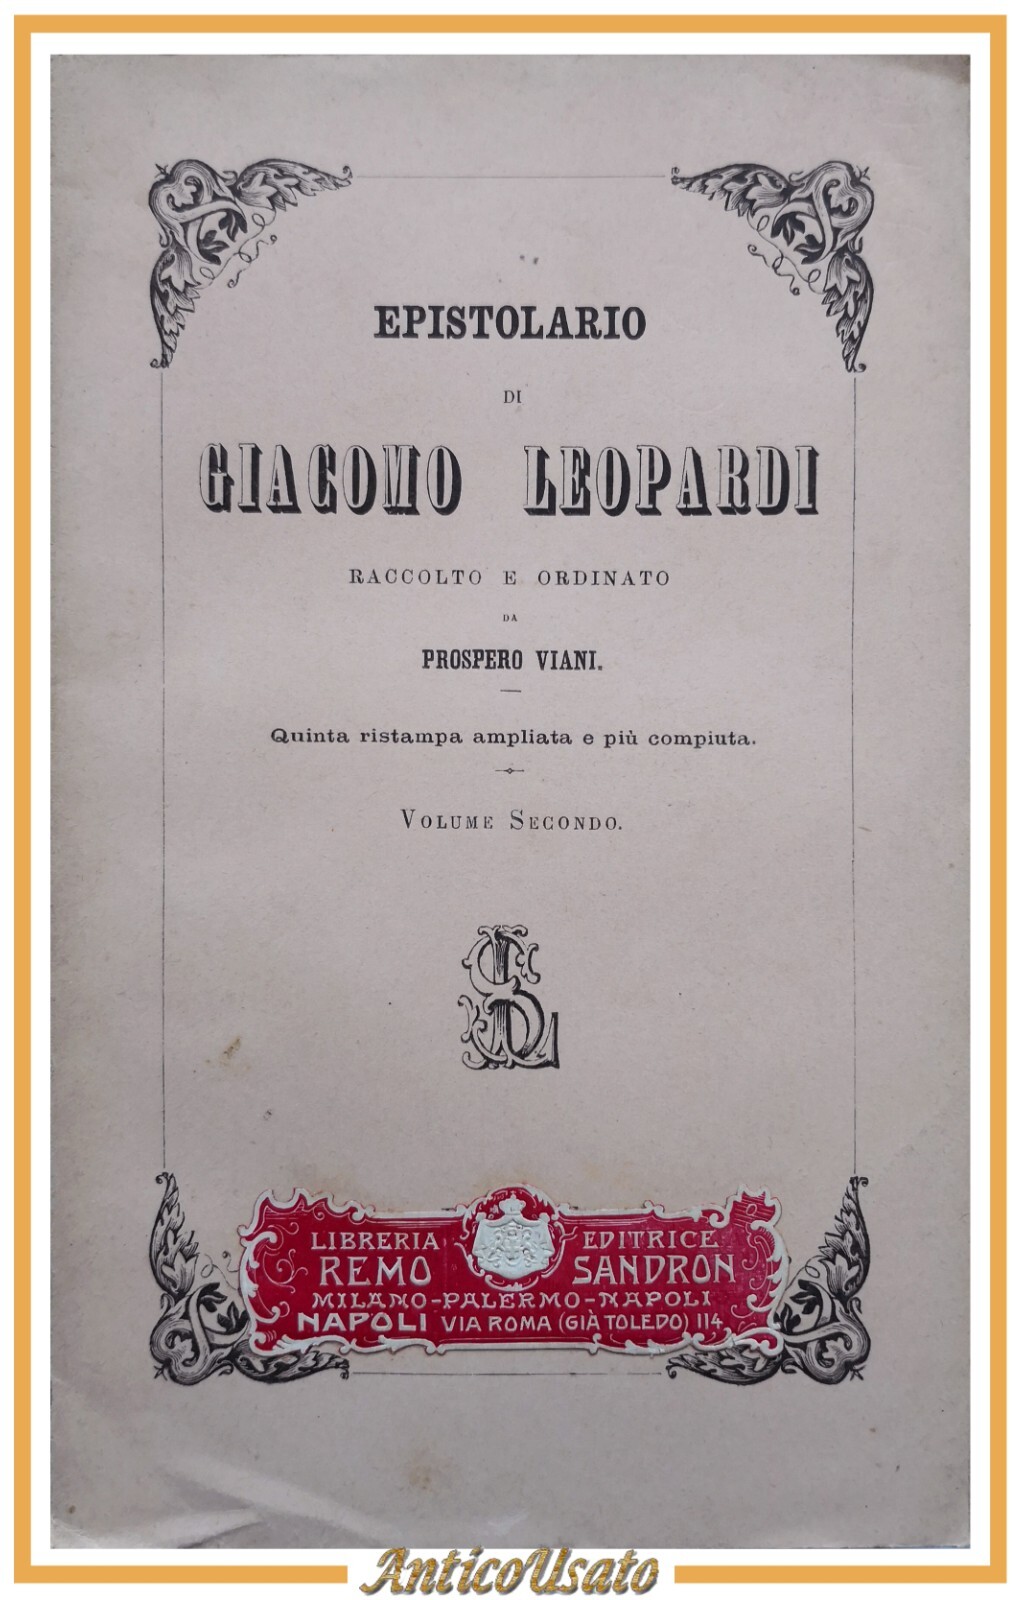 EPISTOLARIO
DI
GIACOMO LEOPARDI
RACCOLTO E ORDINATO
DA
PROSPERO VIANI.
Quinta ristampa ampliata e più compiuta.
VOLUME SECONDO.
LIBRERIA EDITRICE
REMO SANDRON
MILANO-PALERMO-NAPOLI
NAPOLI VIA ROMA (GIÀ TOLEDO) 114
AnticoUsato